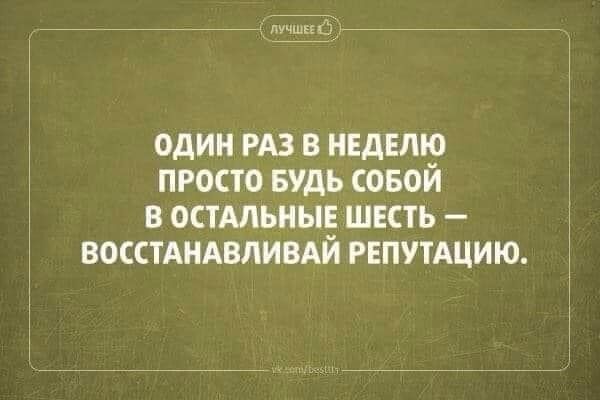 ЛУЧШЕЕ
ОДИН РАЗ В НЕДЕЛЮ
ПРОСТО БУДЬ СОБОЙ
В ОСТАЛЬНЫЕ ШЕСТЬ —
ВОССТАНАВЛИВАЙ РЕПУТАЦИЮ.